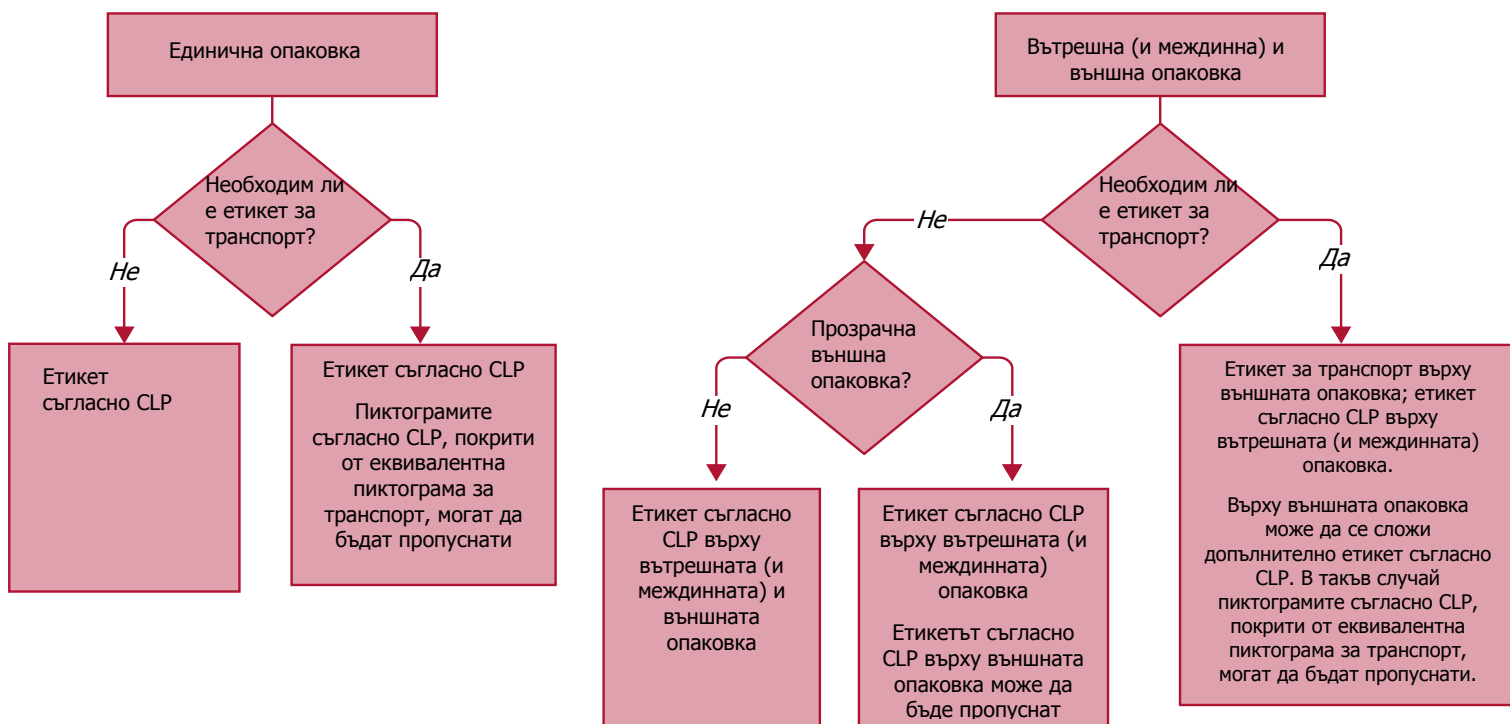 Единична опаковка
Необходим ли
е етикет за
транспорт?
Не
Да
Етикет
съгласно CLP
Етикет съгласно CLP
Пиктограмите
съгласно CLP, покрити
от еквивалентна
пиктограма за
транспорт, могат да
бъдат пропуснати
Вътрешна (и междинна) и
външна опаковка
Необходим ли
е етикет за
транспорт?
Не
Да
Прозрачна
външна
опаковка?
Не
Да
Етикет съгласно
CLP върху
вътрешната (и
междинната) и
външната
опаковка
Етикет съгласно CLP
върху вътрешната (и
междинната)
опаковка
Етикетът съгласно
CLP върху външната
опаковка може да
бъде пропуснат
Етикет за транспорт върху
външната опаковка; етикет
съгласно CLP върху
вътрешната (и междинната)
опаковка.
Върху външната опаковка
може да се сложи
допълнително етикет съгласно
CLP. В такъв случай
пиктограмите съгласно CLP,
покрити от еквивалентна
пиктограма за транспорт,
могат да бъдат пропуснати.